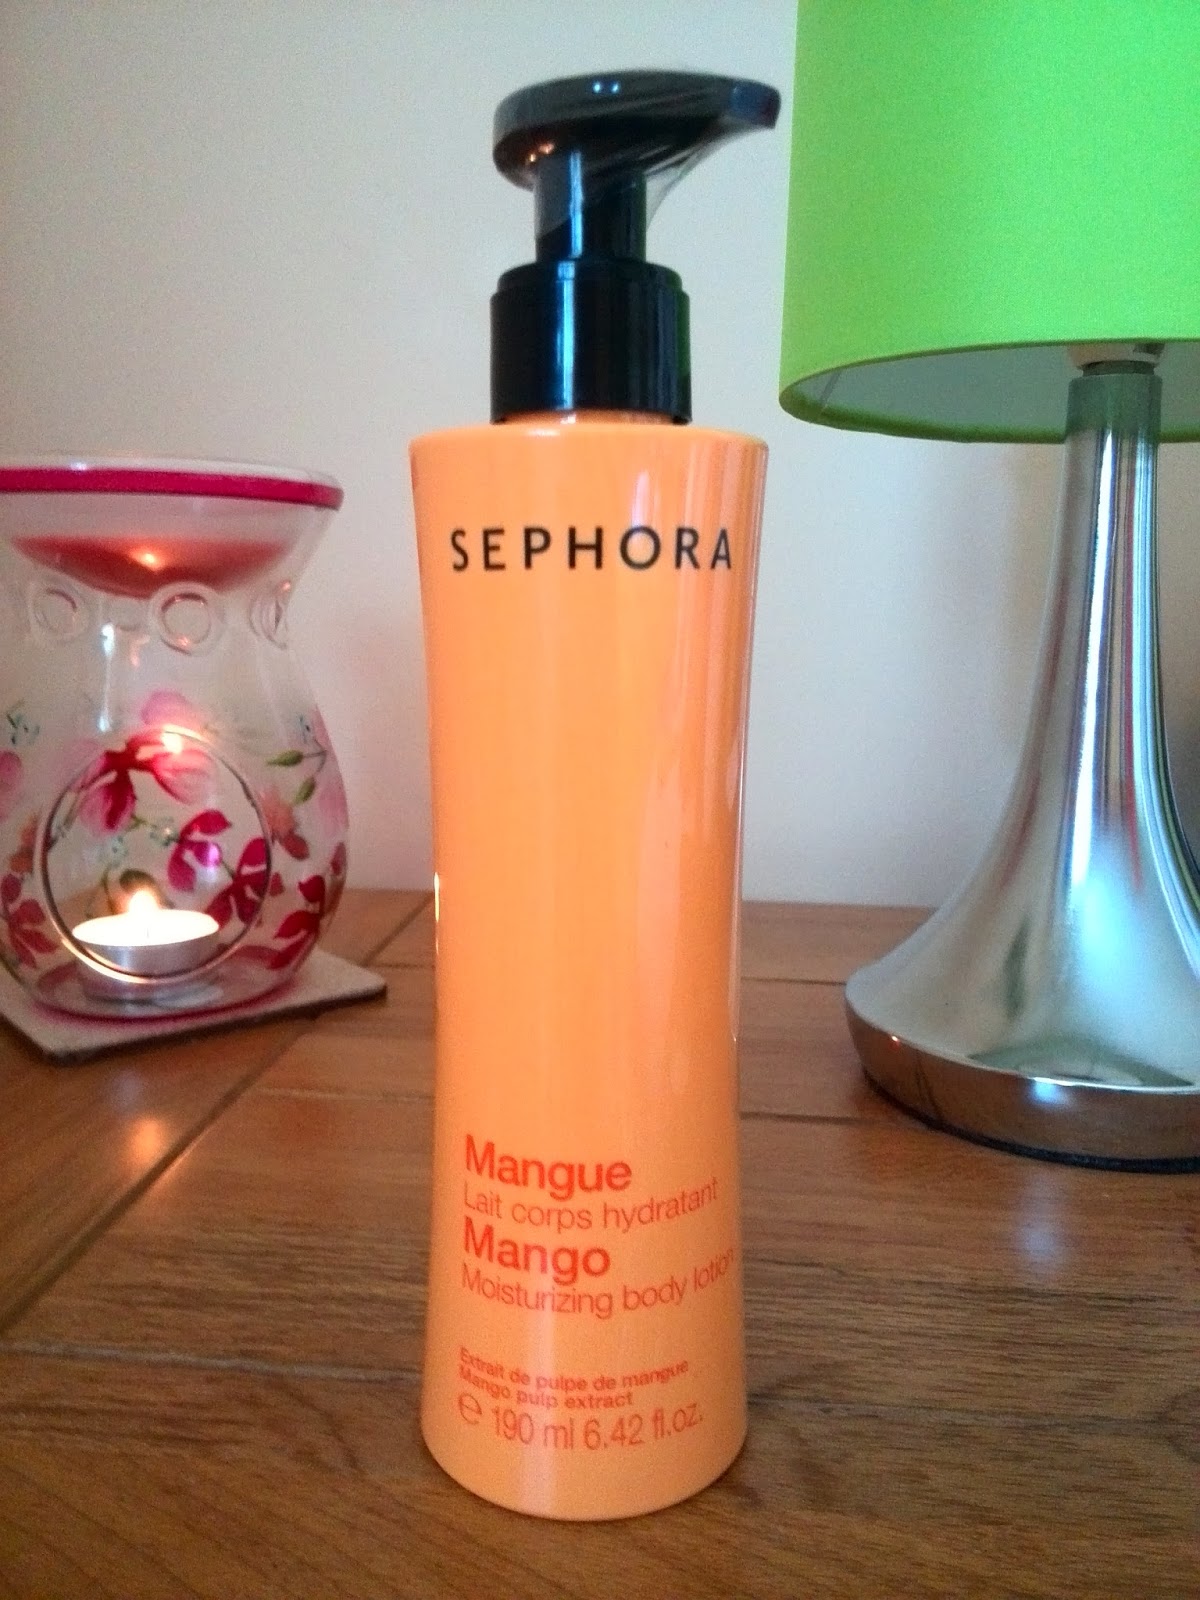 SEPHORA
Mangue
Lait corps hydratant
Mango
Moisturizing body lotion
Extrait de pulpe de mangue
Mango pulp extract
℮ 190 ml 6.42 fl.oz.